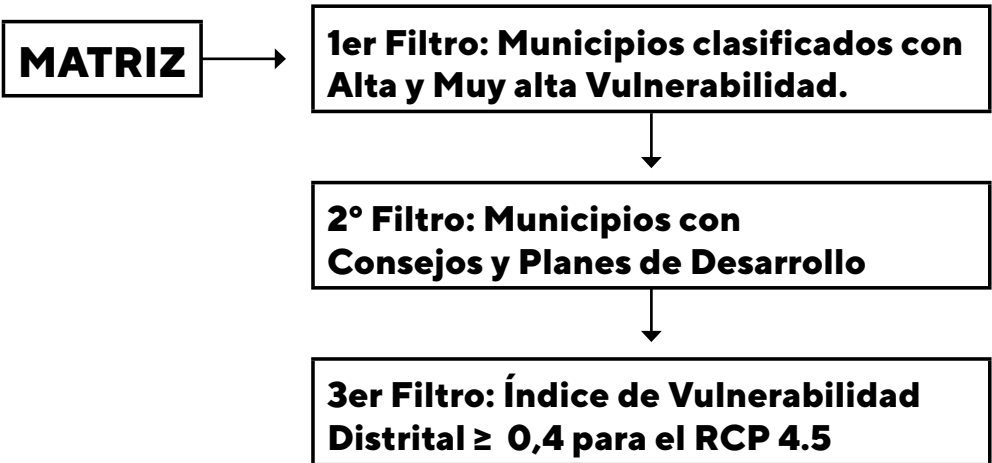 MATRIZ
1er Filtro: Municipios clasificados con
Alta y Muy alta Vulnerabilidad.
2° Filtro: Municipios con
Consejos y Planes de Desarrollo
3er Filtro: Índice de Vulnerabilidad
Distrital ≥ 0,4 para el RCP 4.5